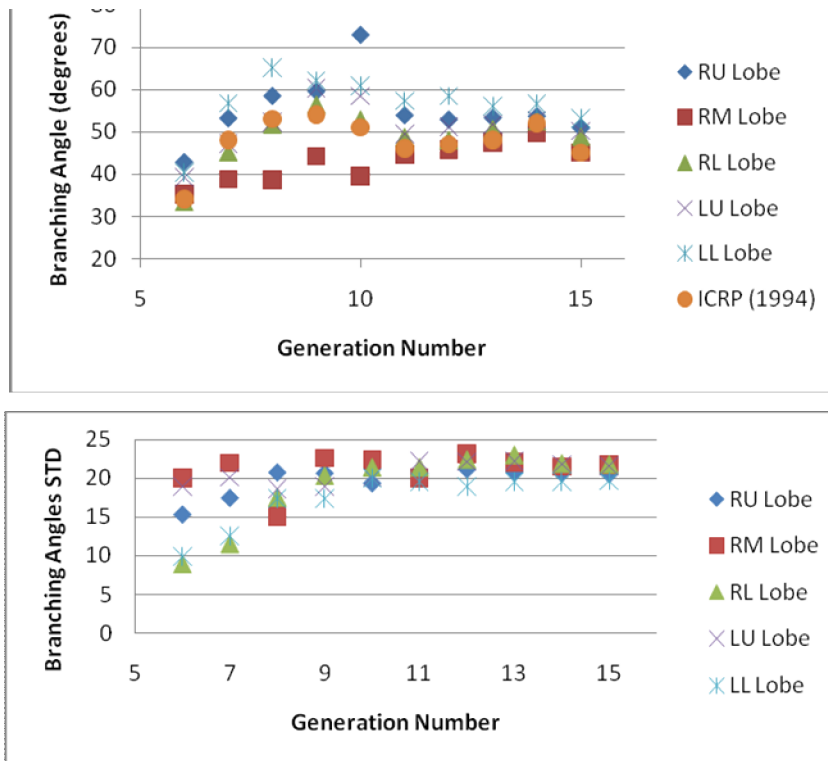 80
70
60
50
40
30
20
5
10
15
Branching Angle (degrees)
Generation Number
RU Lobe
RM Lobe
RL Lobe
LU Lobe
LL Lobe
ICRP (1994)
25
20
15
10
5
0
5
7
9
11
13
15
Branching Angles STD
Generation Number
RU Lobe
RM Lobe
RL Lobe
LU Lobe
LL Lobe